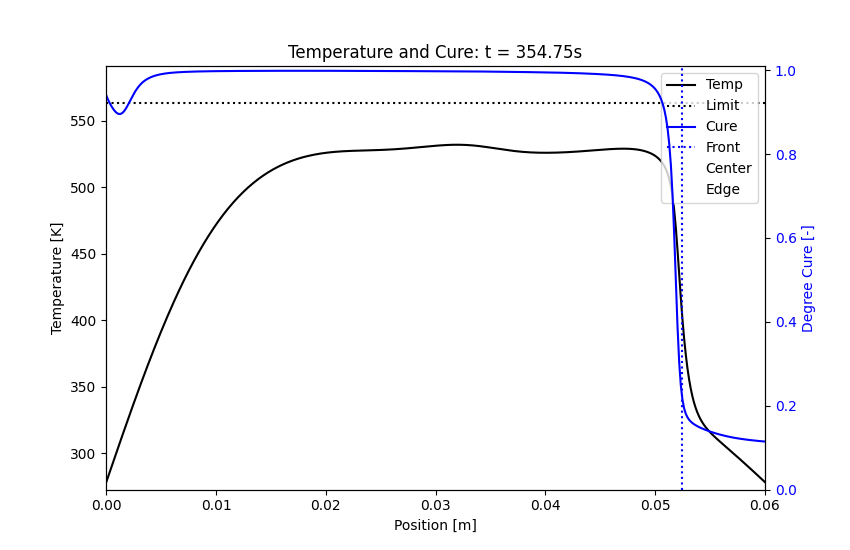 Temperature and Cure: t = 354.75s
Temperature [K]
550
500
450
400
350
300
Temp
Limit
Cure
Front
Center
Edge
1.0
0.8
0.6
0.4
0.2
0.0
Degree Cure [-]
0.00 0.01 0.02 0.03 0.04 0.05 0.06
Position [m]